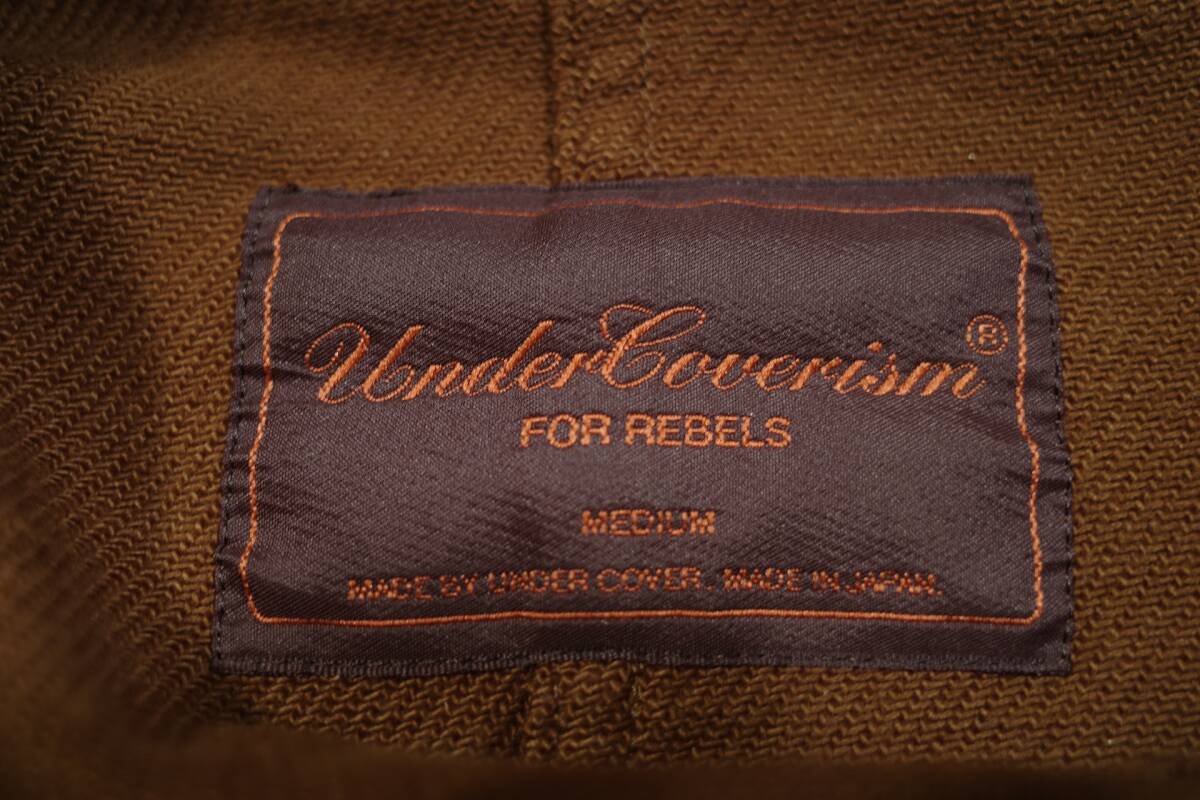 UnderCoverism®
FOR REBELS
MEDIUM
MADE BY UNDER COVER. MADE IN JAPAN.